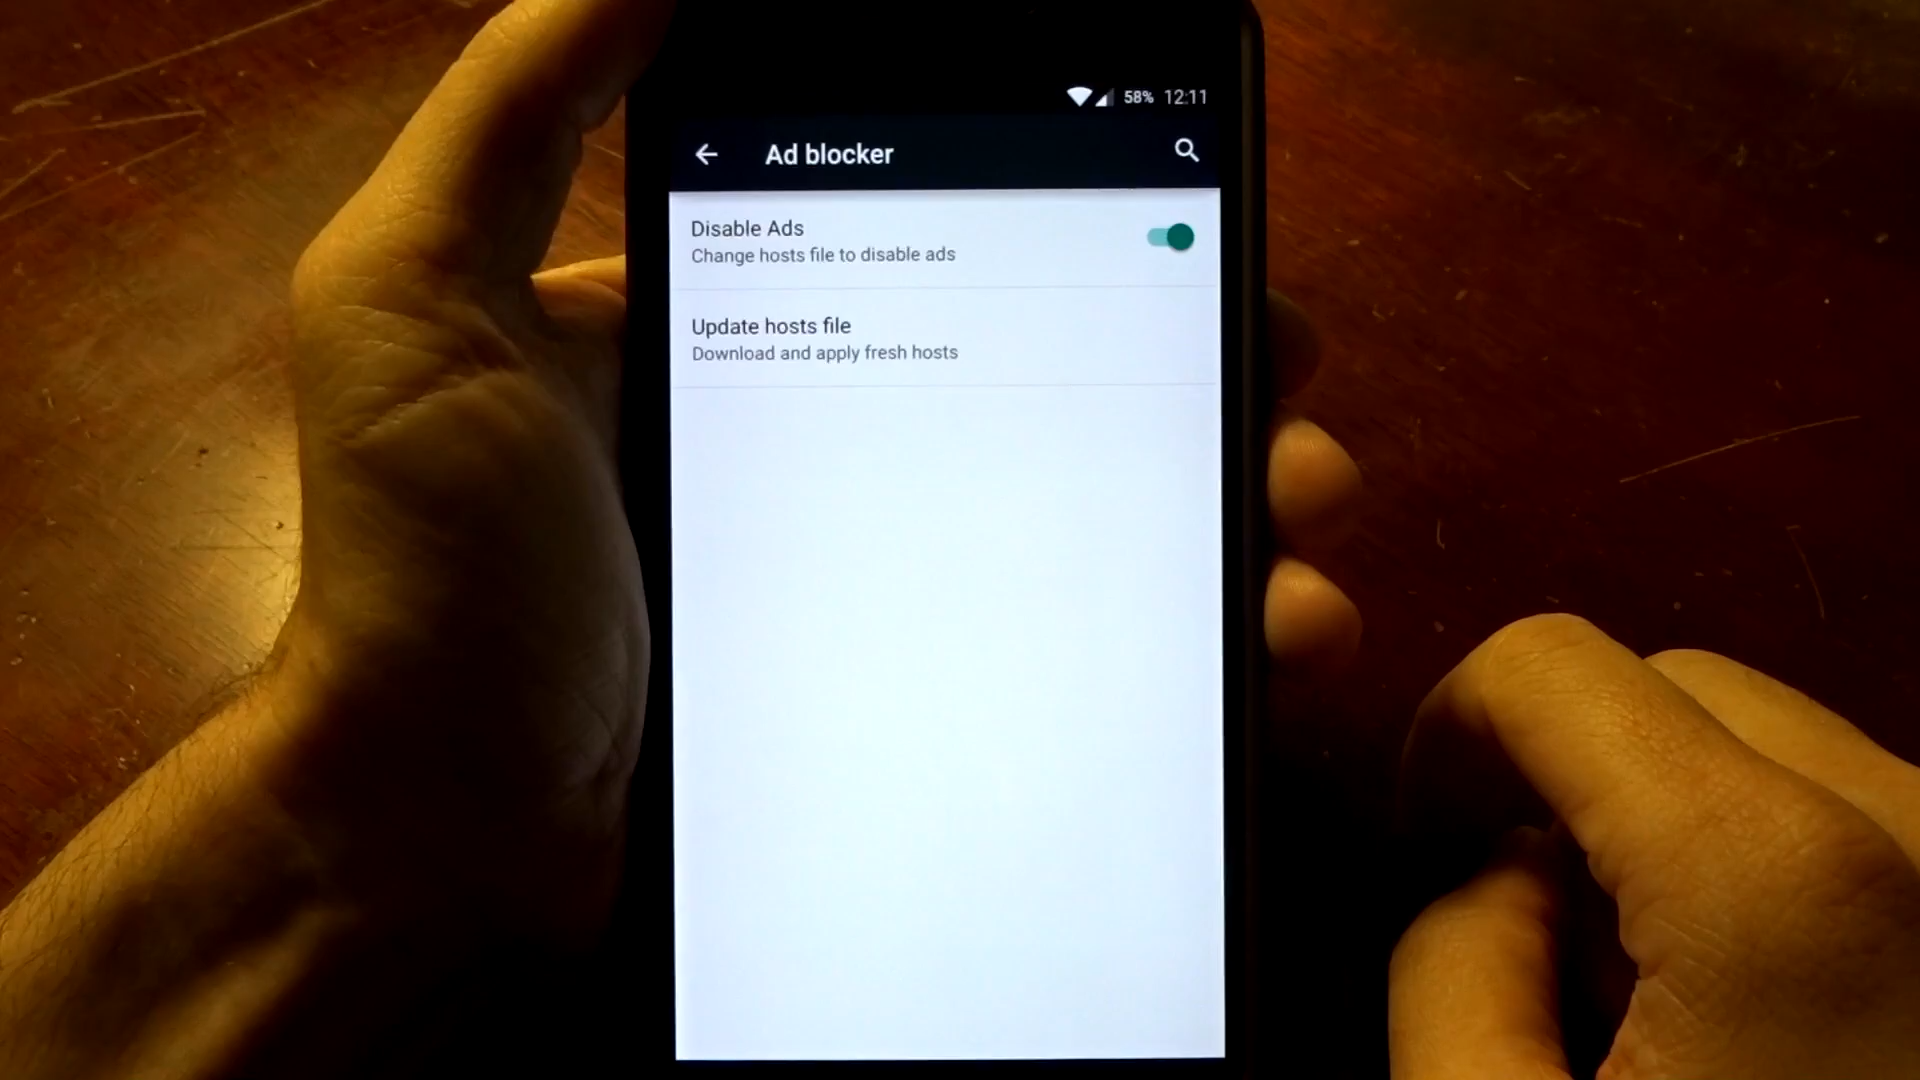 58% 12:11
Ad blocker
Disable Ads
Change hosts file to disable ads
Update hosts file
Download and apply fresh hosts